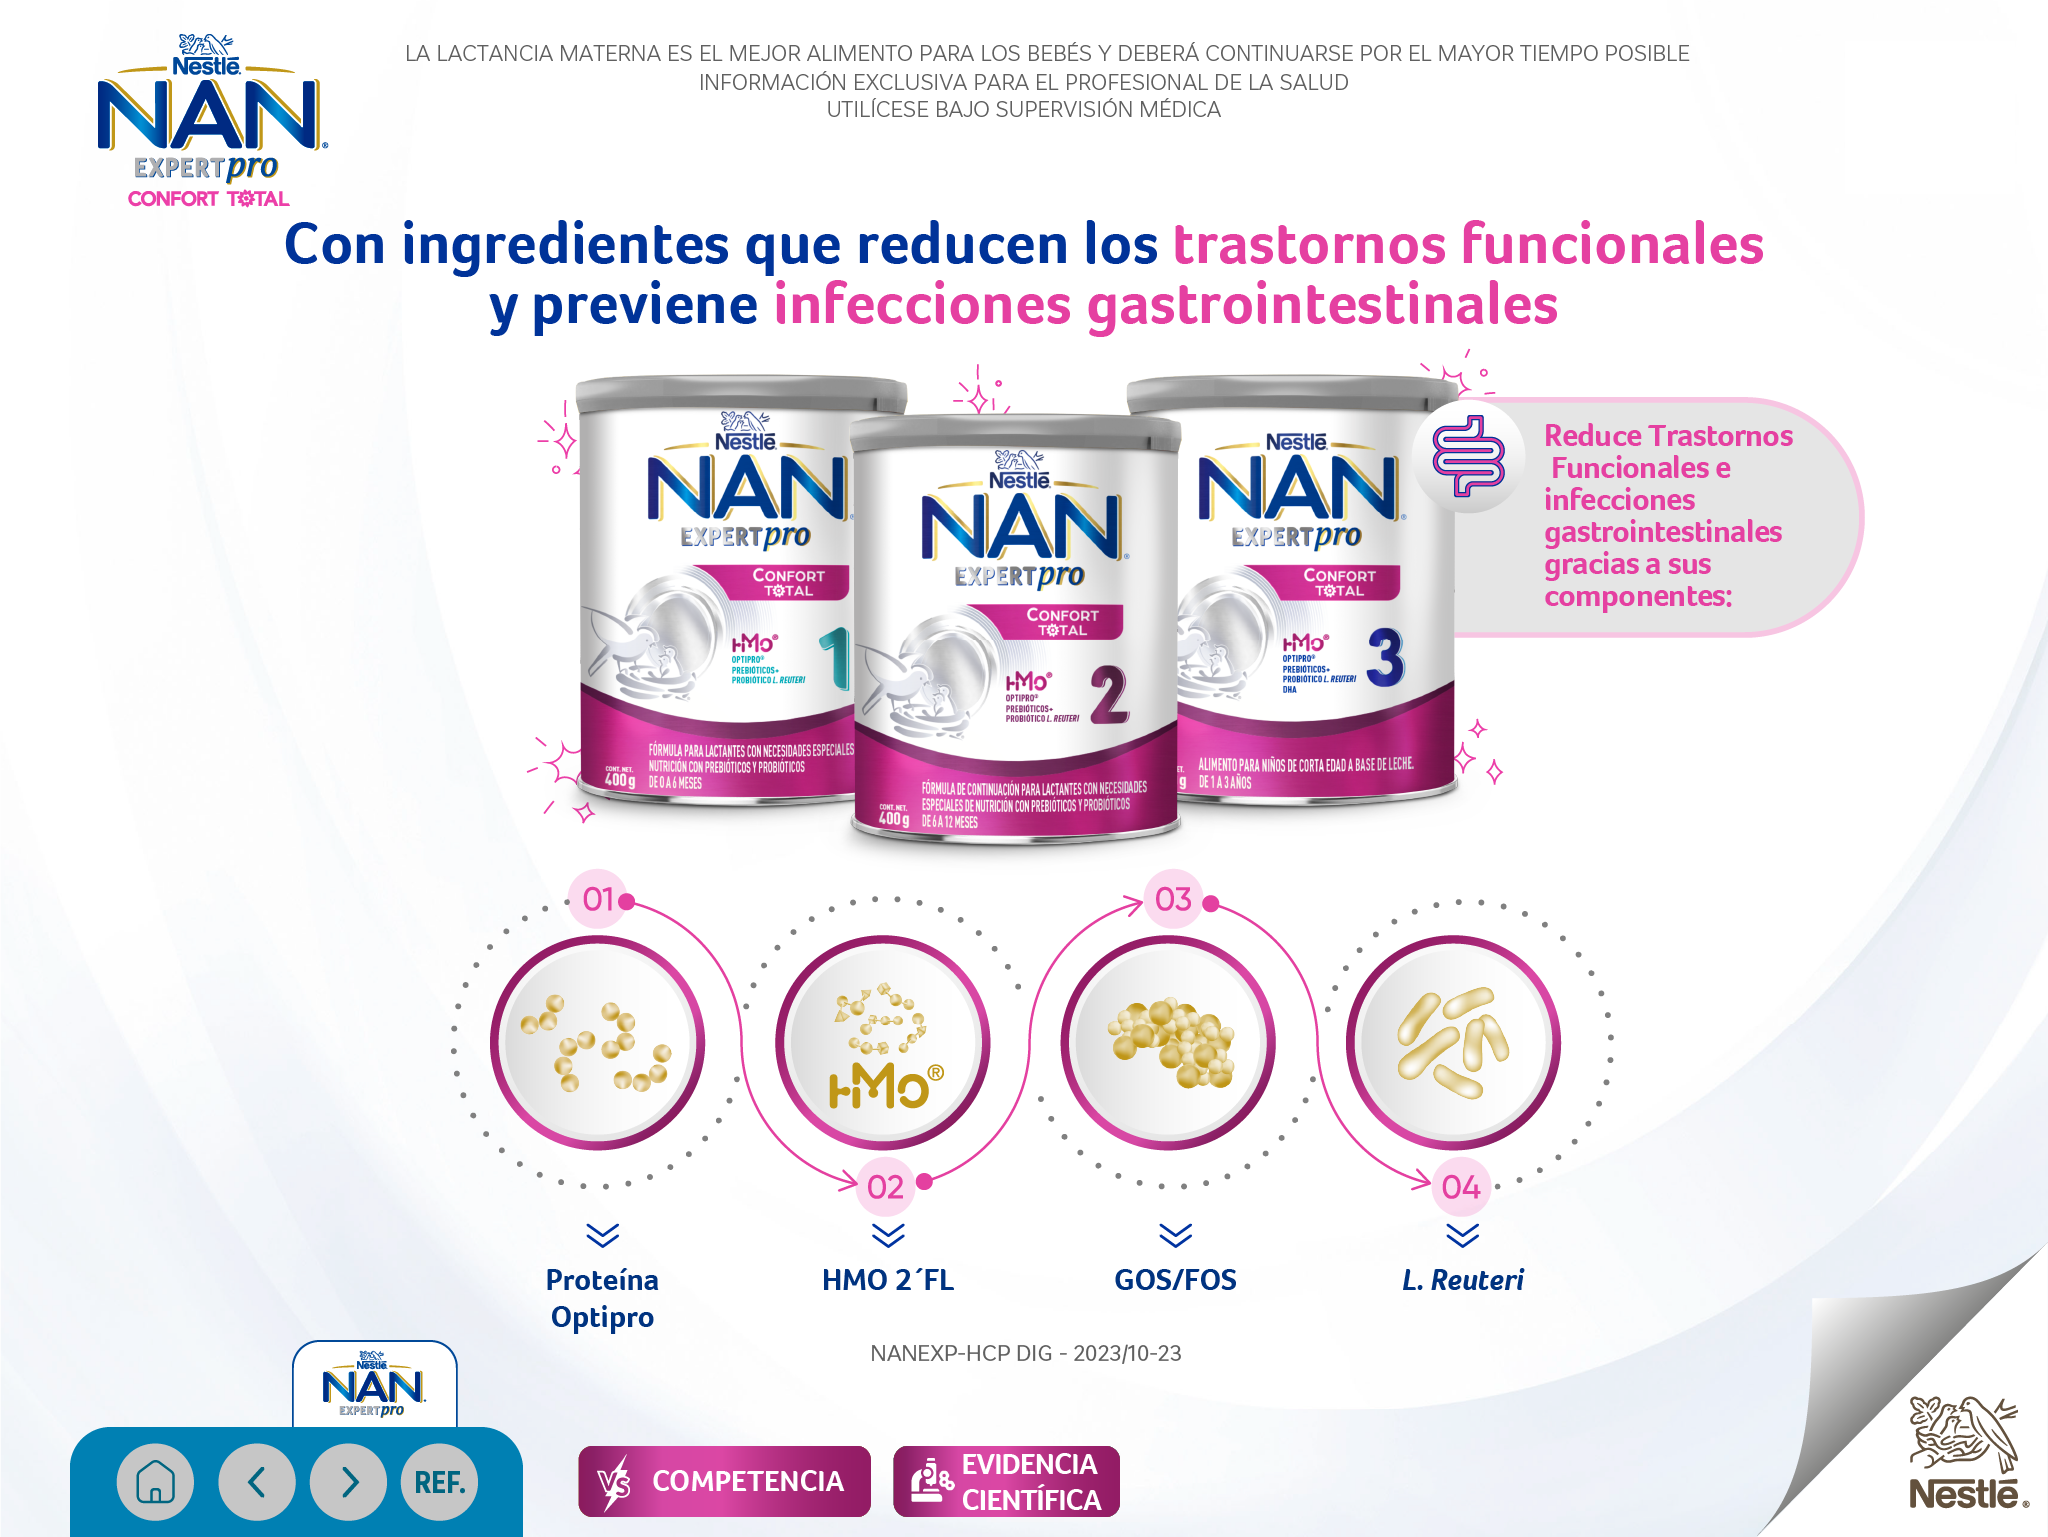 Nestlé
NAN®
EXPERTpro
CONFORT TOTAL
LA LACTANCIA MATERNA ES EL MEJOR ALIMENTO PARA LOS BEBÉS Y DEBERÁ CONTINUARSE POR EL MAYOR TIEMPO POSIBLE
INFORMACIÓN EXCLUSIVA PARA EL PROFESIONAL DE LA SALUD
UTILÍCESE BAJO SUPERVISIÓN MÉDICA
Con ingredientes que reducen los trastornos funcionales
y previene infecciones gastrointestinales
Nestlé
NAN®
EXPERTpro
CONFORT
TOTAL
HMO®
OPTIPRO®
PREBIÓTICOS+
PROBIÓTICO L. REUTERI
1
FÓRMULA PARA LACTANTES CON NECESIDADES ESPECIALES
NUTRICIÓN CON PREBIÓTICOS Y PROBIÓTICOS
DE 0 A 6 MESES
CONT. NET.
400 g
Nestlé
NAN®
EXPERTpro
CONFORT
TOTAL
HMO®
OPTIPRO®
PREBIÓTICOS+
PROBIÓTICO L. REUTERI
2
FÓRMULA DE CONTINUACIÓN PARA LACTANTES CON NECESIDADES
ESPECIALES DE NUTRICIÓN CON PREBIÓTICOS Y PROBIÓTICOS
DE 6 A 12 MESES
CONT. NET.
400 g
Nestlé
NAN®
EXPERTpro
CONFORT
TOTAL
HMO®
OPTIPRO®
PREBIÓTICOS+
PROBIÓTICO L. REUTERI
DHA
3
ALIMENTO PARA NIÑOS DE CORTA EDAD A BASE DE LECHE.
DE 1 A 3 AÑOS
g
Reduce Trastornos
Funcionales e
infecciones
gastrointestinales
gracias a sus
componentes:
01
02
03
04
HMO®
Proteína
Optipro
HMO 2´FL
GOS/FOS
L. Reuteri
NANEXP-HCP DIG - 2023/10-23
Nestlé
NAN®
EXPERTpro
REF.
VS COMPETENCIA
EVIDENCIA
CIENTÍFICA
Nestlé®